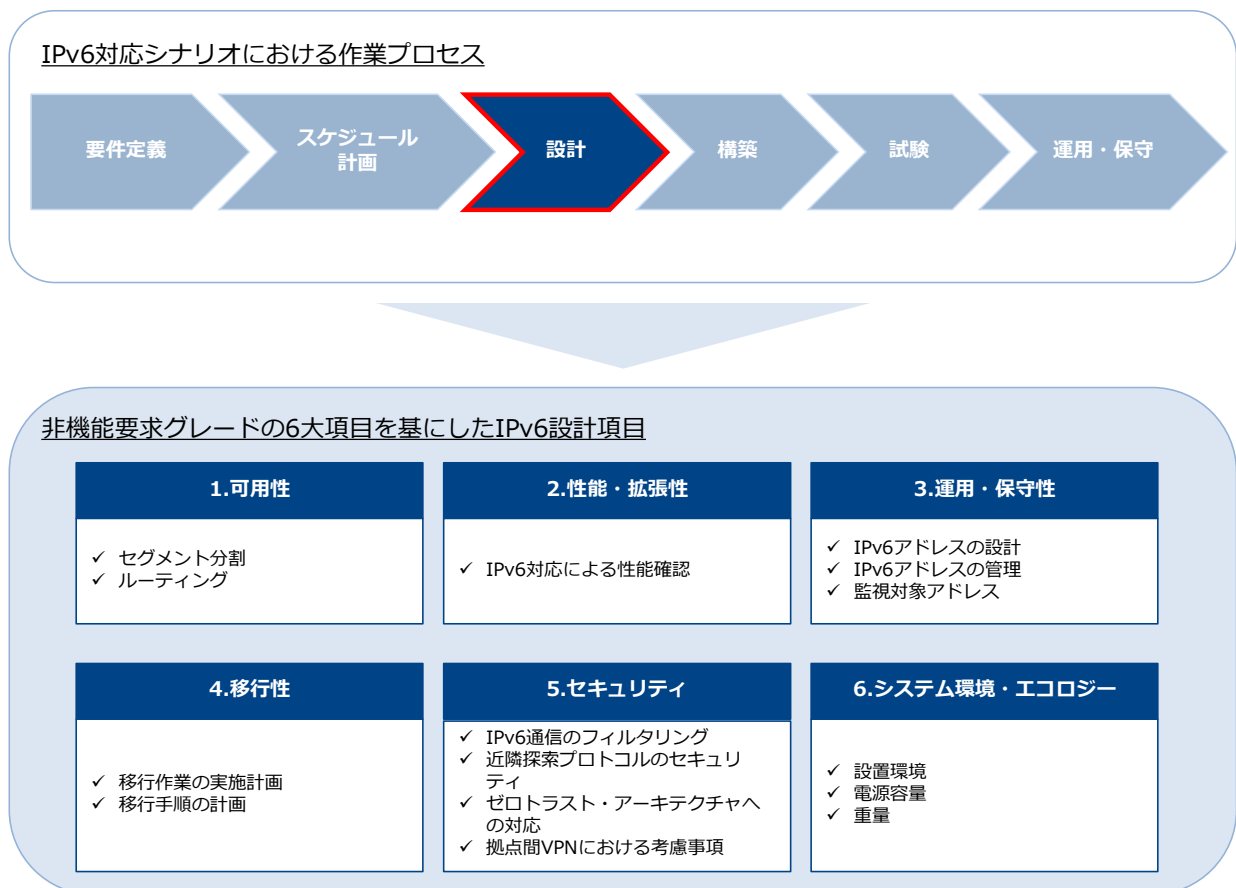 IPv6対応シナリオにおける作業プロセス
要件定義
スケジュール
計画
設計
構築
試験
運用・保守
非機能要求グレードの6大項目を基にしたIPv6設計項目
1.可用性
✓ セグメント分割
✓ ルーティング
2.性能・拡張性
✓ IPv6対応による性能確認
3.運用・保守性
✓ IPv6アドレスの設計
✓ IPv6アドレスの管理
✓ 監視対象アドレス
4.移行性
✓ 移行作業の実施計画
✓ 移行手順の計画
5.セキュリティ
✓ IPv6通信のフィルタリング
✓ 近隣探索プロトコルのセキュリ
ティ
✓ ゼロトラスト・アーキテクチャへ
の対応
✓ 拠点間VPNにおける考慮事項
6.システム環境・エコロジー
✓ 設置環境
✓ 電源容量
✓ 重量